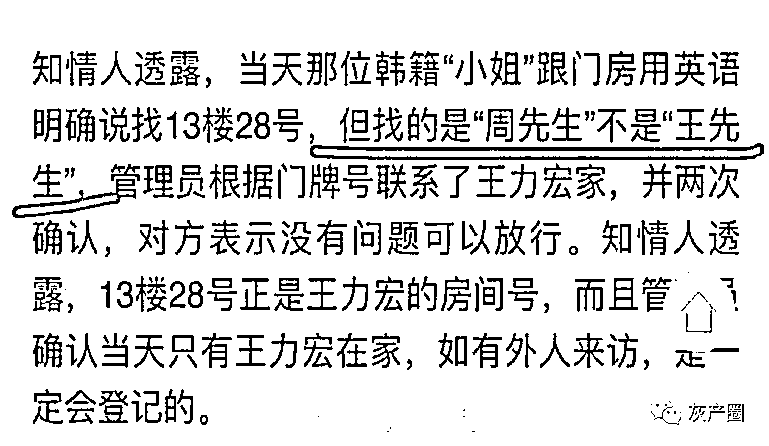 知情人透露，当天那位韩籍“小姐”跟门房用英语
明确说找13楼28号，但找的是“周先生”不是“王先
生”，管理员根据门牌号联系了王力宏家，并两次
确认，对方表示没有问题可以放行。知情人透
露，13楼28号正是王力宏的房间号，而且管
确认当天只有王力宏在家，如有外人来访，是一
定会登记的。
灰产圈